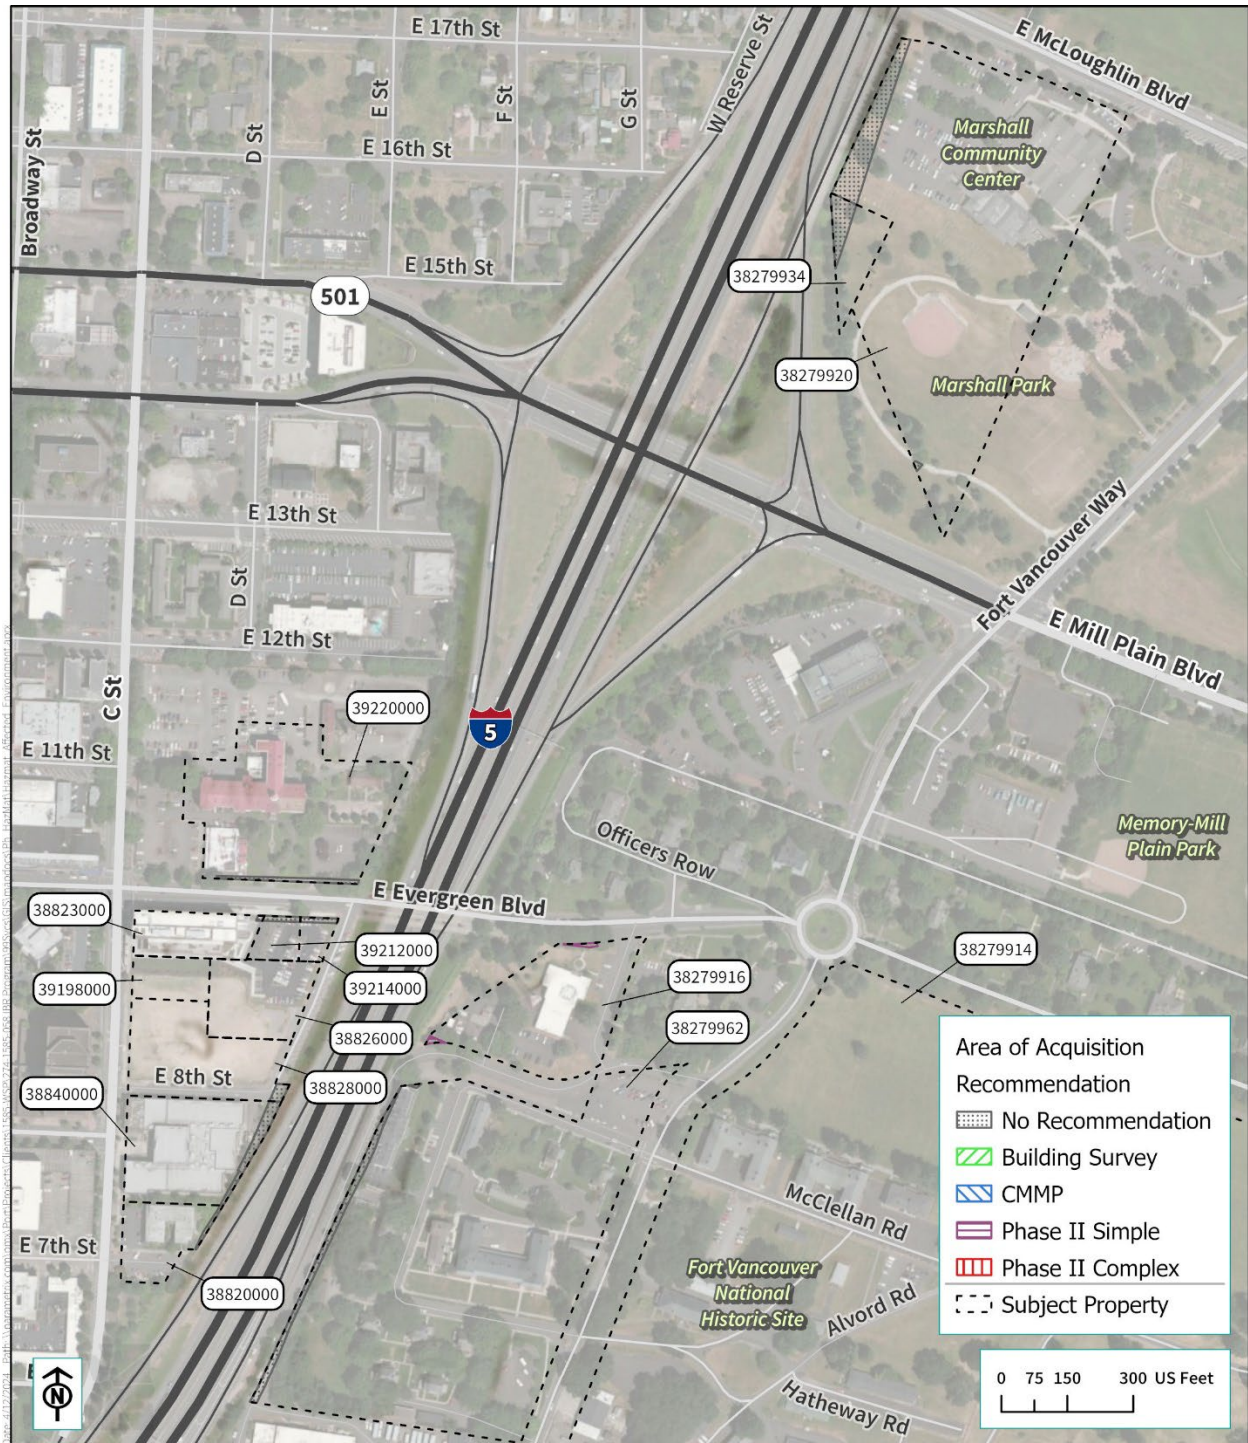 E 17th St
E McLoughlin Blvd
W Reserve St
E St
F St
G St
D St
Broadway St
E 16th St
Marshall
Community
Center
E 15th St
501
38279934
38279920
Marshall Park
E 13th St
D St
Fort Vancouver Way
E 12th St
E Mill Plain Blvd
C St
39220000
5
E 11th St
Officers Row
Memory-Mill
Plain Park
E Evergreen Blvd
38823000
39212000
38279914
38279916
39198000
39214000
38279962
38826000
E 8th St
38828000
38840000
McClellan Rd
E 7th St
Fort Vancouver
National
Historic Site
Alvord Rd
38820000
Hatheway Rd
Area of Acquisition
Recommendation
No Recommendation
Building Survey
CMMP
Phase II Simple
Phase II Complex
Subject Property
N
0 75 150 300 US Feet